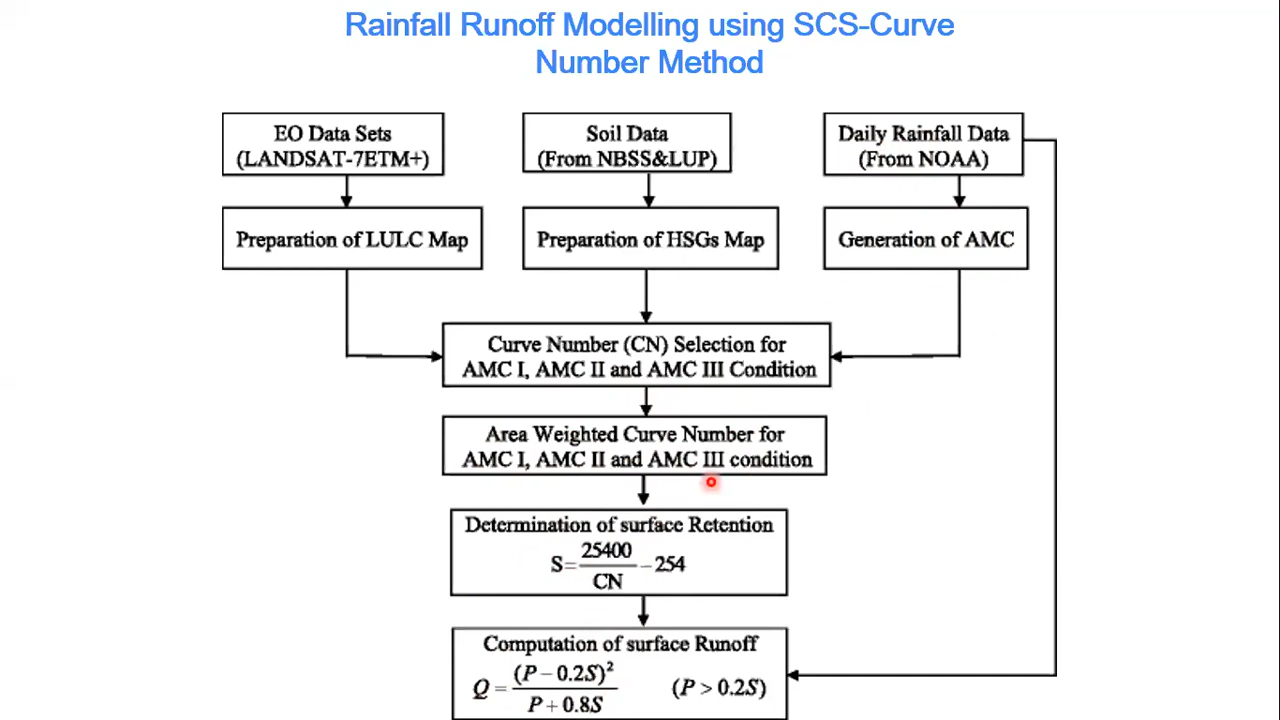 Rainfall Runoff Modelling using SCS-Curve
Number Method
EO Data Sets
(LANDSAT-7ETM+)
Soil Data
(From NBSS&LUP)
Daily Rainfall Data
(From NOAA)
Preparation of LULC Map
Preparation of HSGs Map
Generation of AMC
Curve Number (CN) Selection for
AMC I, AMC II and AMC III Condition
Area Weighted Curve Number for
AMC I, AMC II and AMC III condition
Determination of surface Retention
S=25400/CN–254
Computation of surface Runoff
Q=(P–0.2S)²/P+0.8S (P>0.2S)